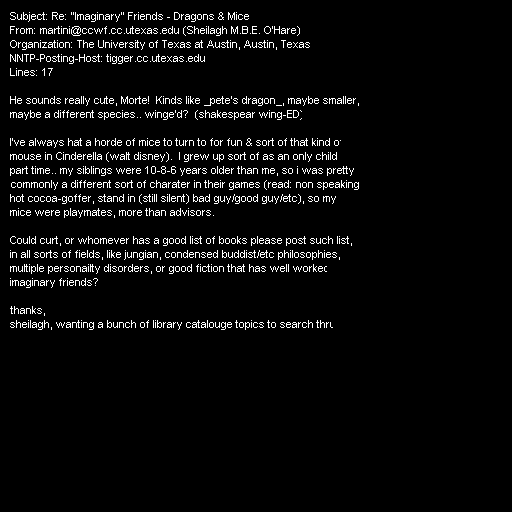 Subject: Re: "Imaginary" Friends - Dragons & Mice
From: martini@ccwf.cc.utexas.edu (Sheilagh M.B.E. O'Hare)
Organization: The University of Texas at Austin, Austin, Texas
NNTP-Posting-Host: tigger.cc.utexas.edu
Lines: 17

He sounds really cute, Morte!  Kinds like _pete's dragon_, maybe smaller,
maybe a different species.. winge'd?  (shakespear wing-ED)

I've always hat a horde of mice to turn to for fun & sort of that kind of
mouse in Cinderella (walt disney).  I grew up sort of as an only child
part time.. my siblings were 10-8-6 years older than me, so i was pretty
commonly a different sort of charater in their games (read: non speaking
hot cocoa-goffer, stand in (still silent) bad guy/good guy/etc), so my
mice were playmates, more than advisors.

Could curt, or whomever has a good list of books please post such list,
in all sorts of fields, like jungian, condensed buddist/etc philosophies,
multiple personailty disorders, or good fiction that has well worked
imaginary friends?

thanks,
sheilagh, wanting a bunch of library catalouge topics to search thru